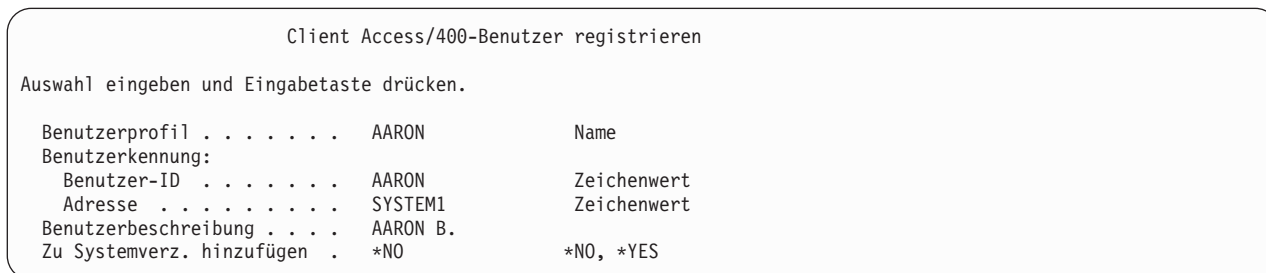 Client Access/400-Benutzer registrieren
Auswahl eingeben und Eingabetaste drücken.
Benutzerprofil . . . . . . . AARON Name
Benutzerkennung:
Benutzer-ID . . . . . . . AARON Zeichenwert
Adresse . . . . . . . . . SYSTEM1 Zeichenwert
Benutzerbeschreibung . . . . AARON B.
Zu Systemverz. hinzufügen . *NO *NO, *YES